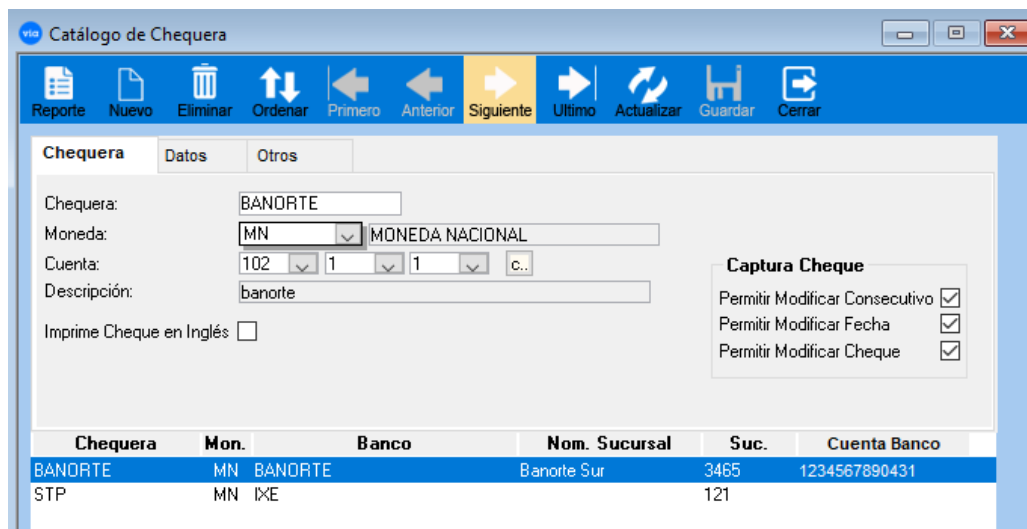 via Catálogo de Chequera
Reporte Nuevo Eliminar Ordenar Primero Anterior Siguiente Ultimo Actualizar Guardar Cerrar
Chequera Datos Otros
Chequera: BANORTE
Moneda: MN MONEDA NACIONAL
Cuenta: 102 1 1 c..
Descripción: banorte
Imprime Cheque en Inglés
Captura Cheque
Permitir Modificar Consecutivo
Permitir Modificar Fecha
Permitir Modificar Cheque
Chequera Mon. Banco Nom. Sucursal Suc. Cuenta Banco
BANORTE MN BANORTE Banorte Sur 3465 1234567890431
STP MN IXE 121